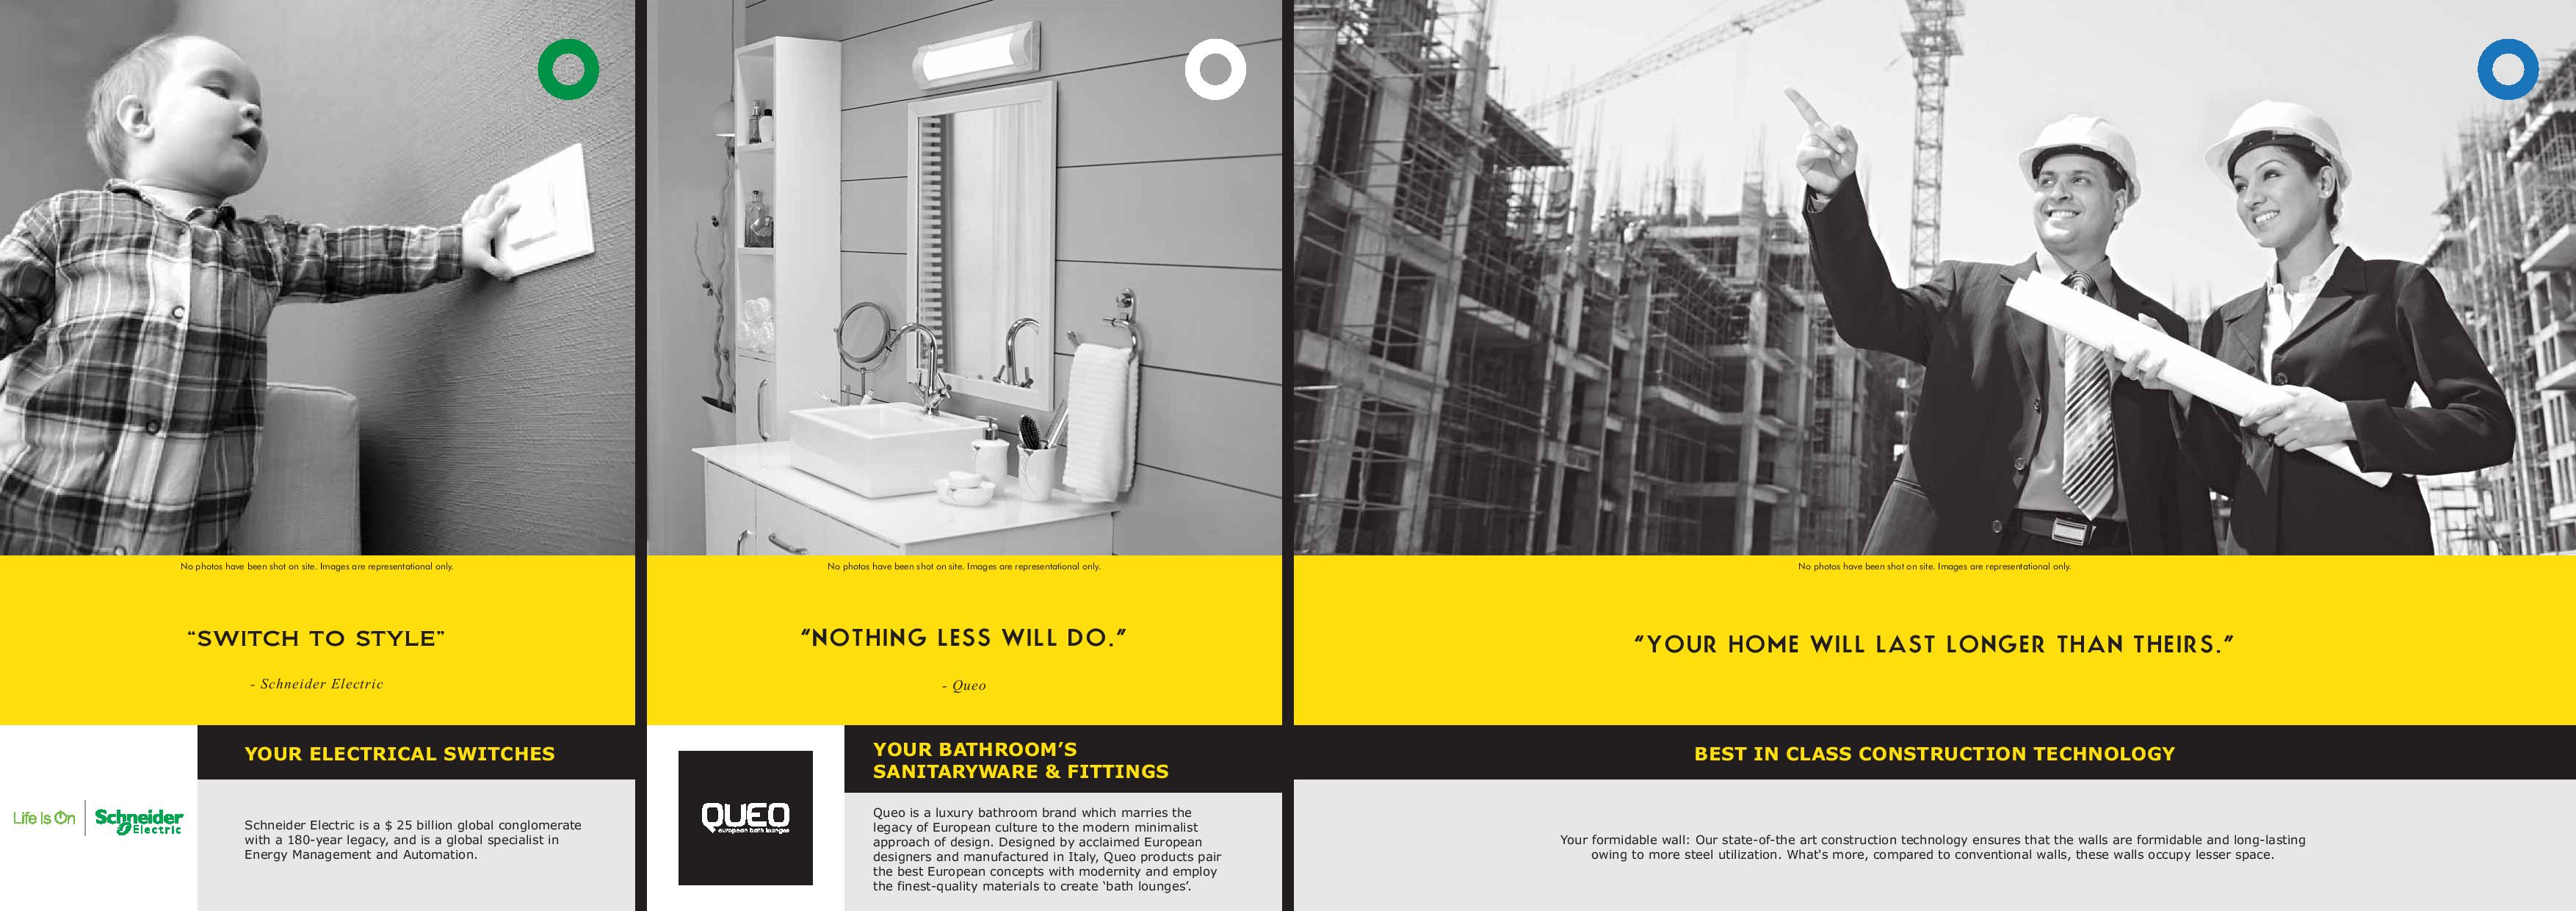 No photos have been shot on site. Images are representational only.
“SWITCH TO STYLE”
- Schneider Electric
Life Is On
Schneider
Electric
YOUR ELECTRICAL SWITCHES
Schneider Electric is a $ 25 billion global conglomerate
with a 180-year legacy, and is a global specialist in
Energy Management and Automation.
No photos have been shot on site. Images are representational only.
“NOTHING LESS WILL DO.”
- Queo
QUEO
european bath lounges
YOUR BATHROOM’S
SANITARYWARE & FITTINGS
Queo is a luxury bathroom brand which marries the
legacy of European culture to the modern minimalist
approach of design. Designed by acclaimed European
designers and manufactured in Italy, Queo products pair
the best European concepts with modernity and employ
the finest-quality materials to create ‘bath lounges’.
No photos have been shot on site. Images are representational only.
“YOUR HOME WILL LAST LONGER THAN THEIRS.”
BEST IN CLASS CONSTRUCTION TECHNOLOGY
Your formidable wall: Our state-of-the art construction technology ensures that the walls are formidable and long-lasting
owing to more steel utilization. What's more, compared to conventional walls, these walls occupy lesser space.